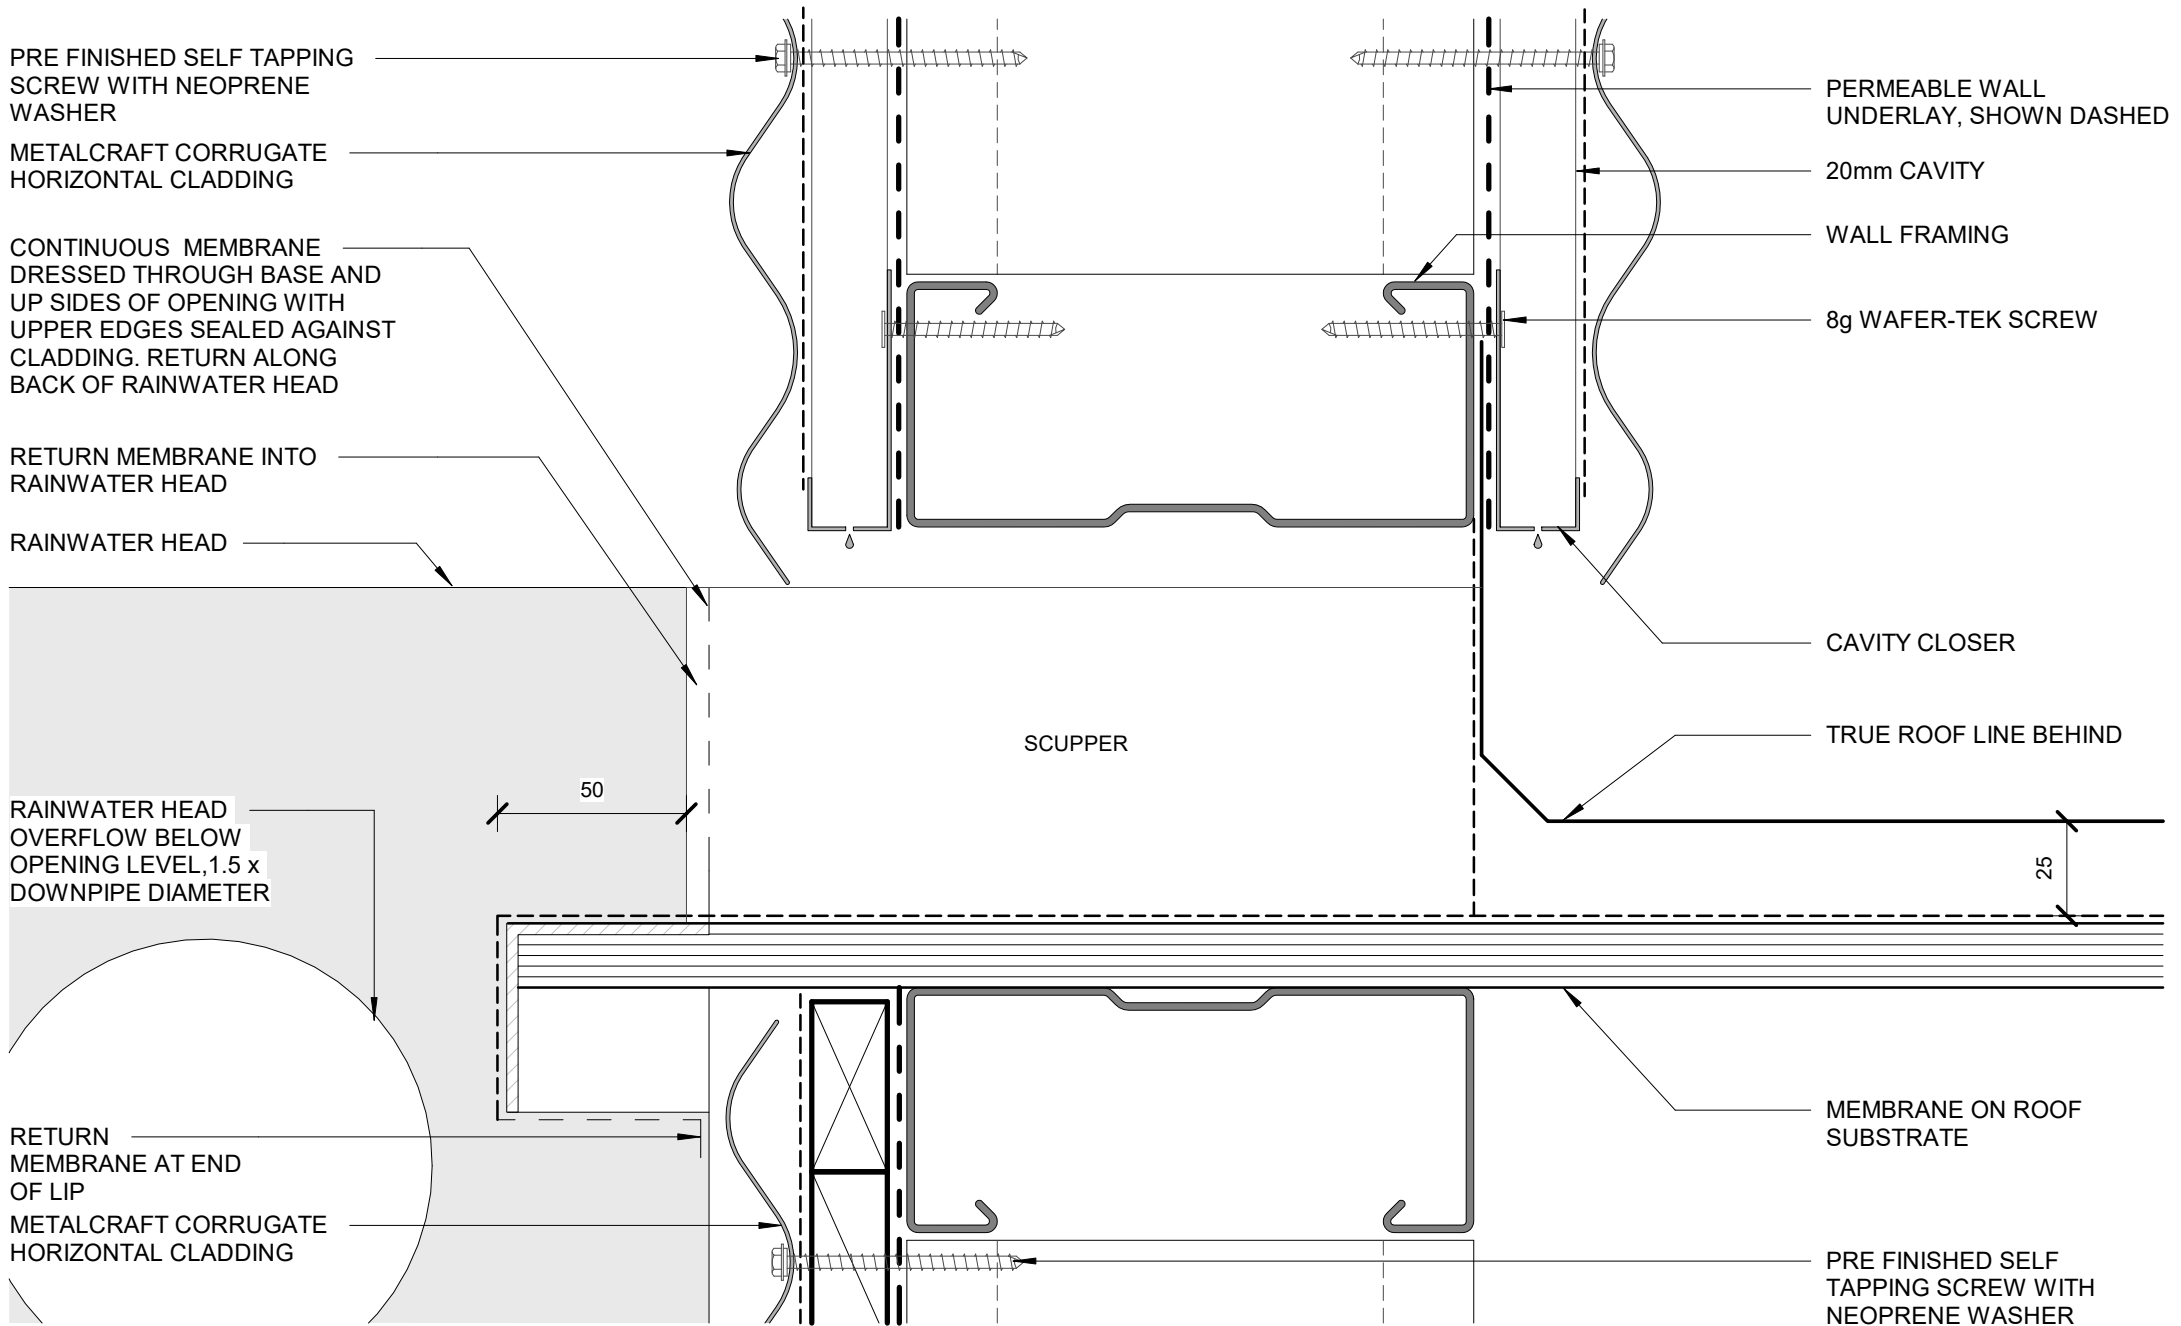 PRE FINISHED SELF TAPPING
SCREW WITH NEOPRENE
WASHER
METALCRAFT CORRUGATE
HORIZONTAL CLADDING
CONTINUOUS MEMBRANE
DRESSED THROUGH BASE AND
UP SIDES OF OPENING WITH
UPPER EDGES SEALED AGAINST
CLADDING. RETURN ALONG
BACK OF RAINWATER HEAD
RETURN MEMBRANE INTO
RAINWATER HEAD
RAINWATER HEAD
RAINWATER HEAD
OVERFLOW BELOW
OPENING LEVEL,1.5 x
DOWNPIPE DIAMETER
RETURN
MEMBRANE AT END
OF LIP
METALCRAFT CORRUGATE
HORIZONTAL CLADDING
50
SCUPPER
25
PERMEABLE WALL
UNDERLAY, SHOWN DASHED
20mm CAVITY
WALL FRAMING
8g WAFER-TEK SCREW
CAVITY CLOSER
TRUE ROOF LINE BEHIND
MEMBRANE ON ROOF
SUBSTRATE
PRE FINISHED SELF
TAPPING SCREW WITH
NEOPRENE WASHER